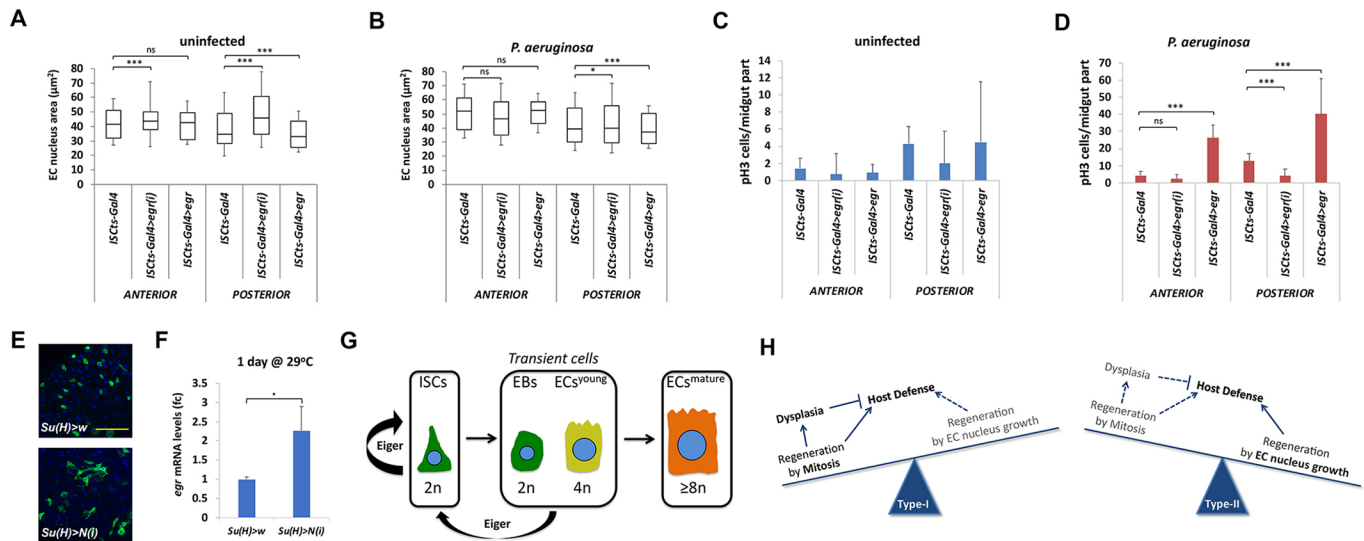 A
uninfected
ns
***
***
***
EC nucleus area (µm²)
80
70
60
50
40
30
20
10
0
ISCts-Gal4
ISCts-Gal4>egr(i)
ISCts-Gal4>egr
ISCts-Gal4
ISCts-Gal4>egr(i)
ISCts-Gal4>egr
ANTERIOR
POSTERIOR
B
P. aeruginosa
ns
ns
***
*
EC nucleus area (µm²)
80
70
60
50
40
30
20
10
0
ISCts-Gal4
ISCts-Gal4>egr(i)
ISCts-Gal4>egr
ISCts-Gal4
ISCts-Gal4>egr(i)
ISCts-Gal4>egr
ANTERIOR
POSTERIOR
C
uninfected
pH3 cells/midgut part
14
12
10
8
6
4
2
0
ISCts-Gal4
ISCts-Gal4>egr(i)
ISCts-Gal4>egr
ISCts-Gal4
ISCts-Gal4>egr(i)
ISCts-Gal4>egr
ANTERIOR
POSTERIOR
D
P. aeruginosa
***
ns
***
***
pH3 cells/midgut part
70
60
50
40
30
20
10
0
ISCts-Gal4
ISCts-Gal4>egr(i)
ISCts-Gal4>egr
ISCts-Gal4
ISCts-Gal4>egr(i)
ISCts-Gal4>egr
ANTERIOR
POSTERIOR
E
Su(H)>w
Su(H)>N(i)
F
1 day @ 29°C
*
egr mRNA levels (fc)
3.5
3
2.5
2
1.5
1
0.5
0
Su(H)>w
Su(H)>N(i)
G
Transient cells
ISCs
EBs
ECs^young
ECs^mature
Eiger
2n
2n
4n
≥8n
Eiger
H
Dysplasia
Host Defense
Regeneration
by Mitosis
Regeneration
by EC nucleus growth
Type-I
Dysplasia
Host Defense
Regeneration
by Mitosis
Regeneration
by EC nucleus growth
Type-II